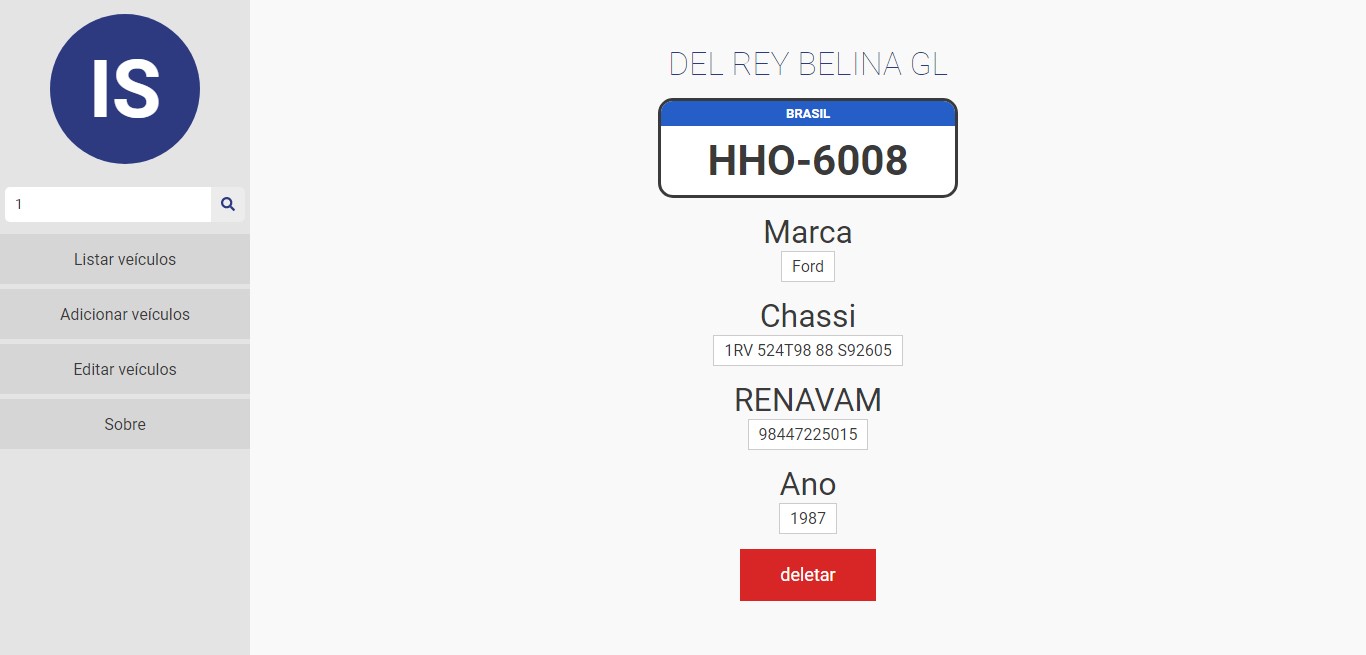 IS
1
Listar veículos
Adicionar veículos
Editar veículos
Sobre
DEL REY BELINA GL
BRASIL
HHO-6008
Marca
Ford
Chassi
1RV 524T98 88 S92605
RENAVAM
98447225015
Ano
1987
deletar